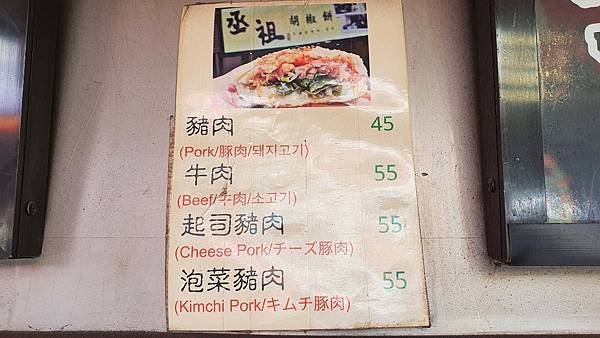 丞祖 胡椒餅
豬肉 45
(Pork/豚肉/돼지고기)
牛肉 55
(Beef/牛肉/소고기)
起司豬肉 55
(Cheese Pork/チーズ豚肉)
泡菜豬肉 55
(Kimchi Pork/キムチ豚肉)